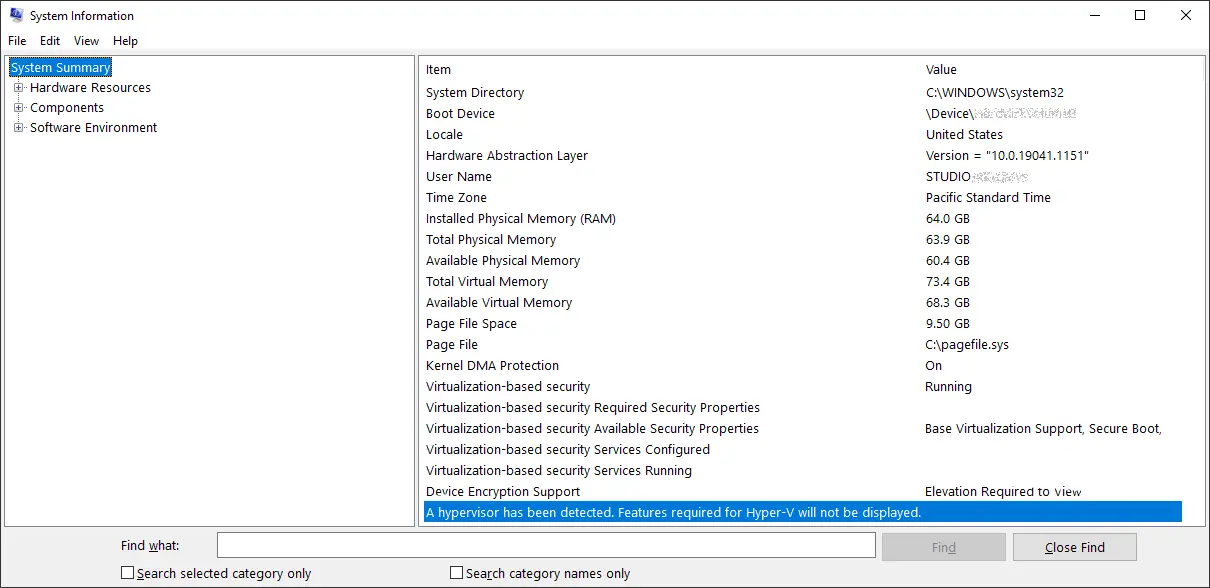 System Information
File Edit View Help
System Summary
Hardware Resources
Components
Software Environment
Item Value
System Directory C:\WINDOWS\system32
Boot Device \Device\
Locale United States
Hardware Abstraction Layer Version = "10.0.19041.1151"
User Name STUDIO
Time Zone Pacific Standard Time
Installed Physical Memory (RAM) 64.0 GB
Total Physical Memory 63.9 GB
Available Physical Memory 60.4 GB
Total Virtual Memory 73.4 GB
Available Virtual Memory 68.3 GB
Page File Space 9.50 GB
Page File C:\pagefile.sys
Kernel DMA Protection On
Virtualization-based security Running
Virtualization-based security Required Security Properties
Virtualization-based security Available Security Properties Base Virtualization Support, Secure Boot,
Virtualization-based security Services Configured
Virtualization-based security Services Running
Device Encryption Support Elevation Required to View
A hypervisor has been detected. Features required for Hyper-V will not be displayed.
Find what: Find Close Find
Search selected category only Search category names only